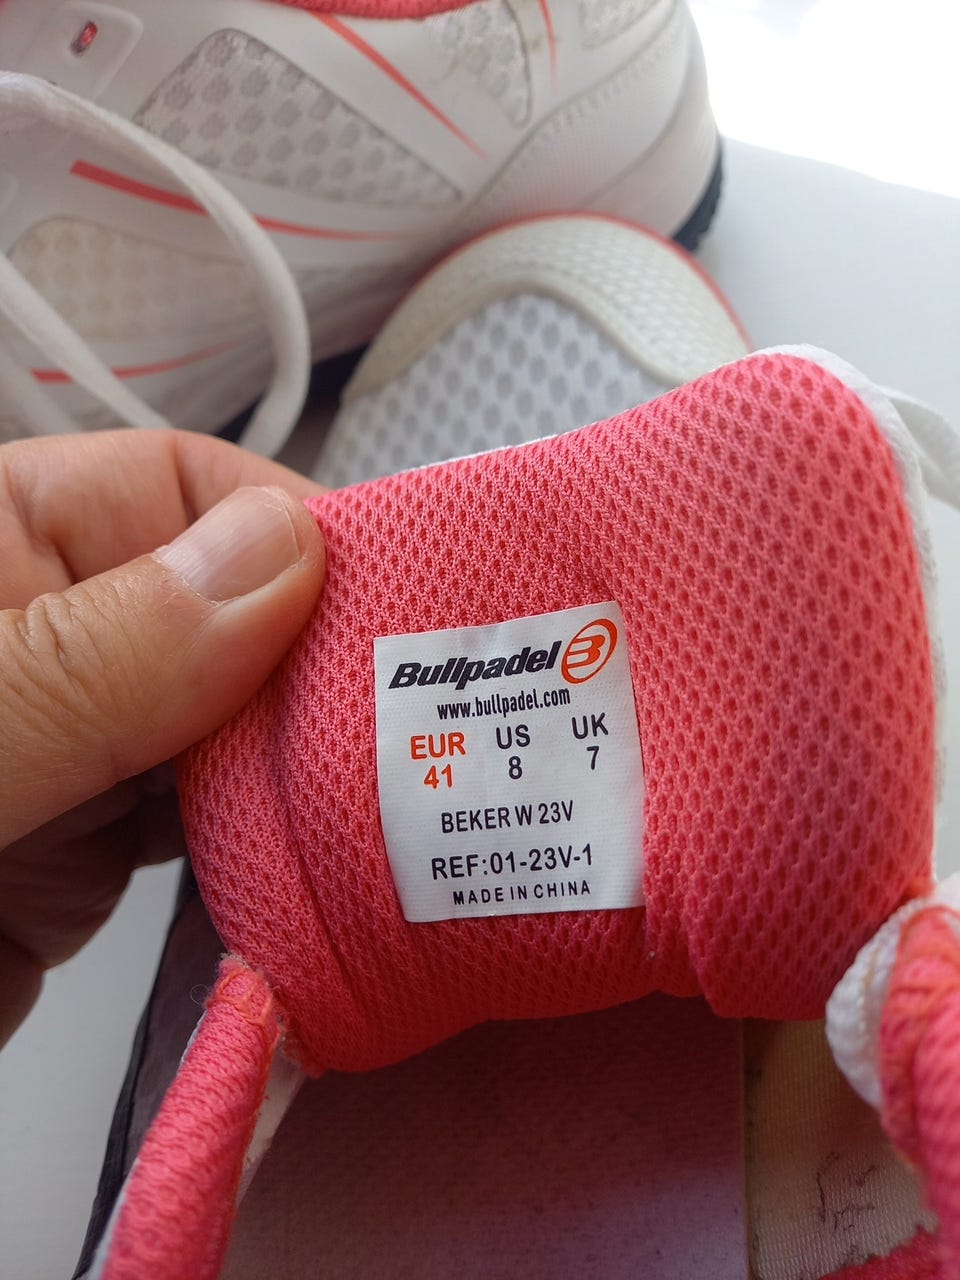 Bullpadel B
www.bullpadel.com
EUR US UK
41 8 7
BEKER W 23V
REF:01-23V-1
MADE IN CHINA